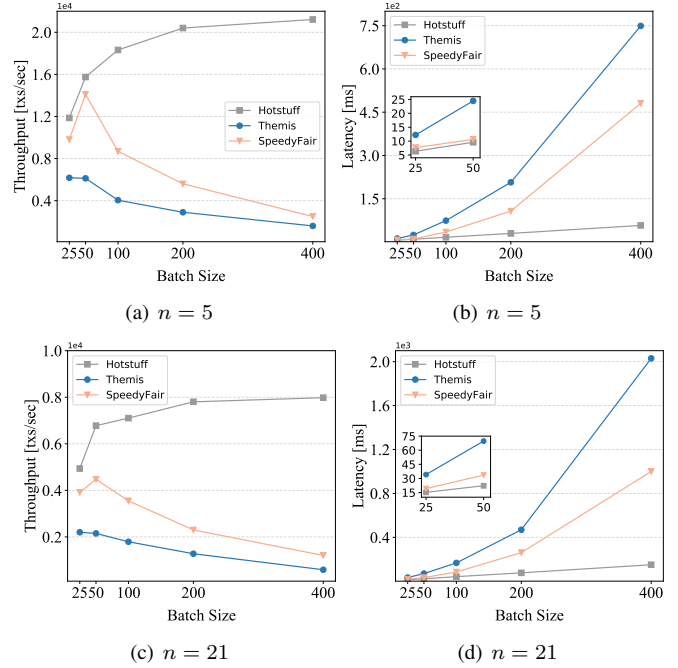 1e4
2.0
1.6
1.2
0.8
0.4
Throughput [txs/sec]
Hotstuff
Themis
SpeedyFair
2550 100 200 400
Batch Size
(a) n = 5
1e2
7.5
6.0
4.5
3.0
1.5
Latency [ms]
Hotstuff
Themis
SpeedyFair
25
20
15
10
5
25 50
2550 100 200 400
Batch Size
(b) n = 5
1e4
1.0
0.8
0.6
0.4
0.2
Throughput [txs/sec]
Hotstuff
Themis
SpeedyFair
2550 100 200 400
Batch Size
(c) n = 21
1e3
2.0
1.6
1.2
0.8
0.4
Latency [ms]
Hotstuff
Themis
SpeedyFair
75
60
45
30
15
25 50
2550 100 200 400
Batch Size
(d) n = 21